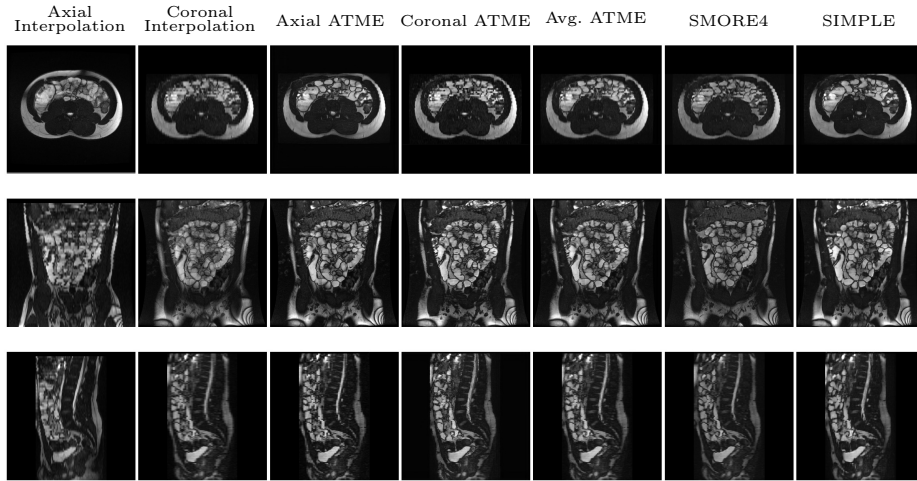 Axial Interpolation
Coronal Interpolation
Axial ATME
Coronal ATME
Avg. ATME
SMORE4
SIMPLE